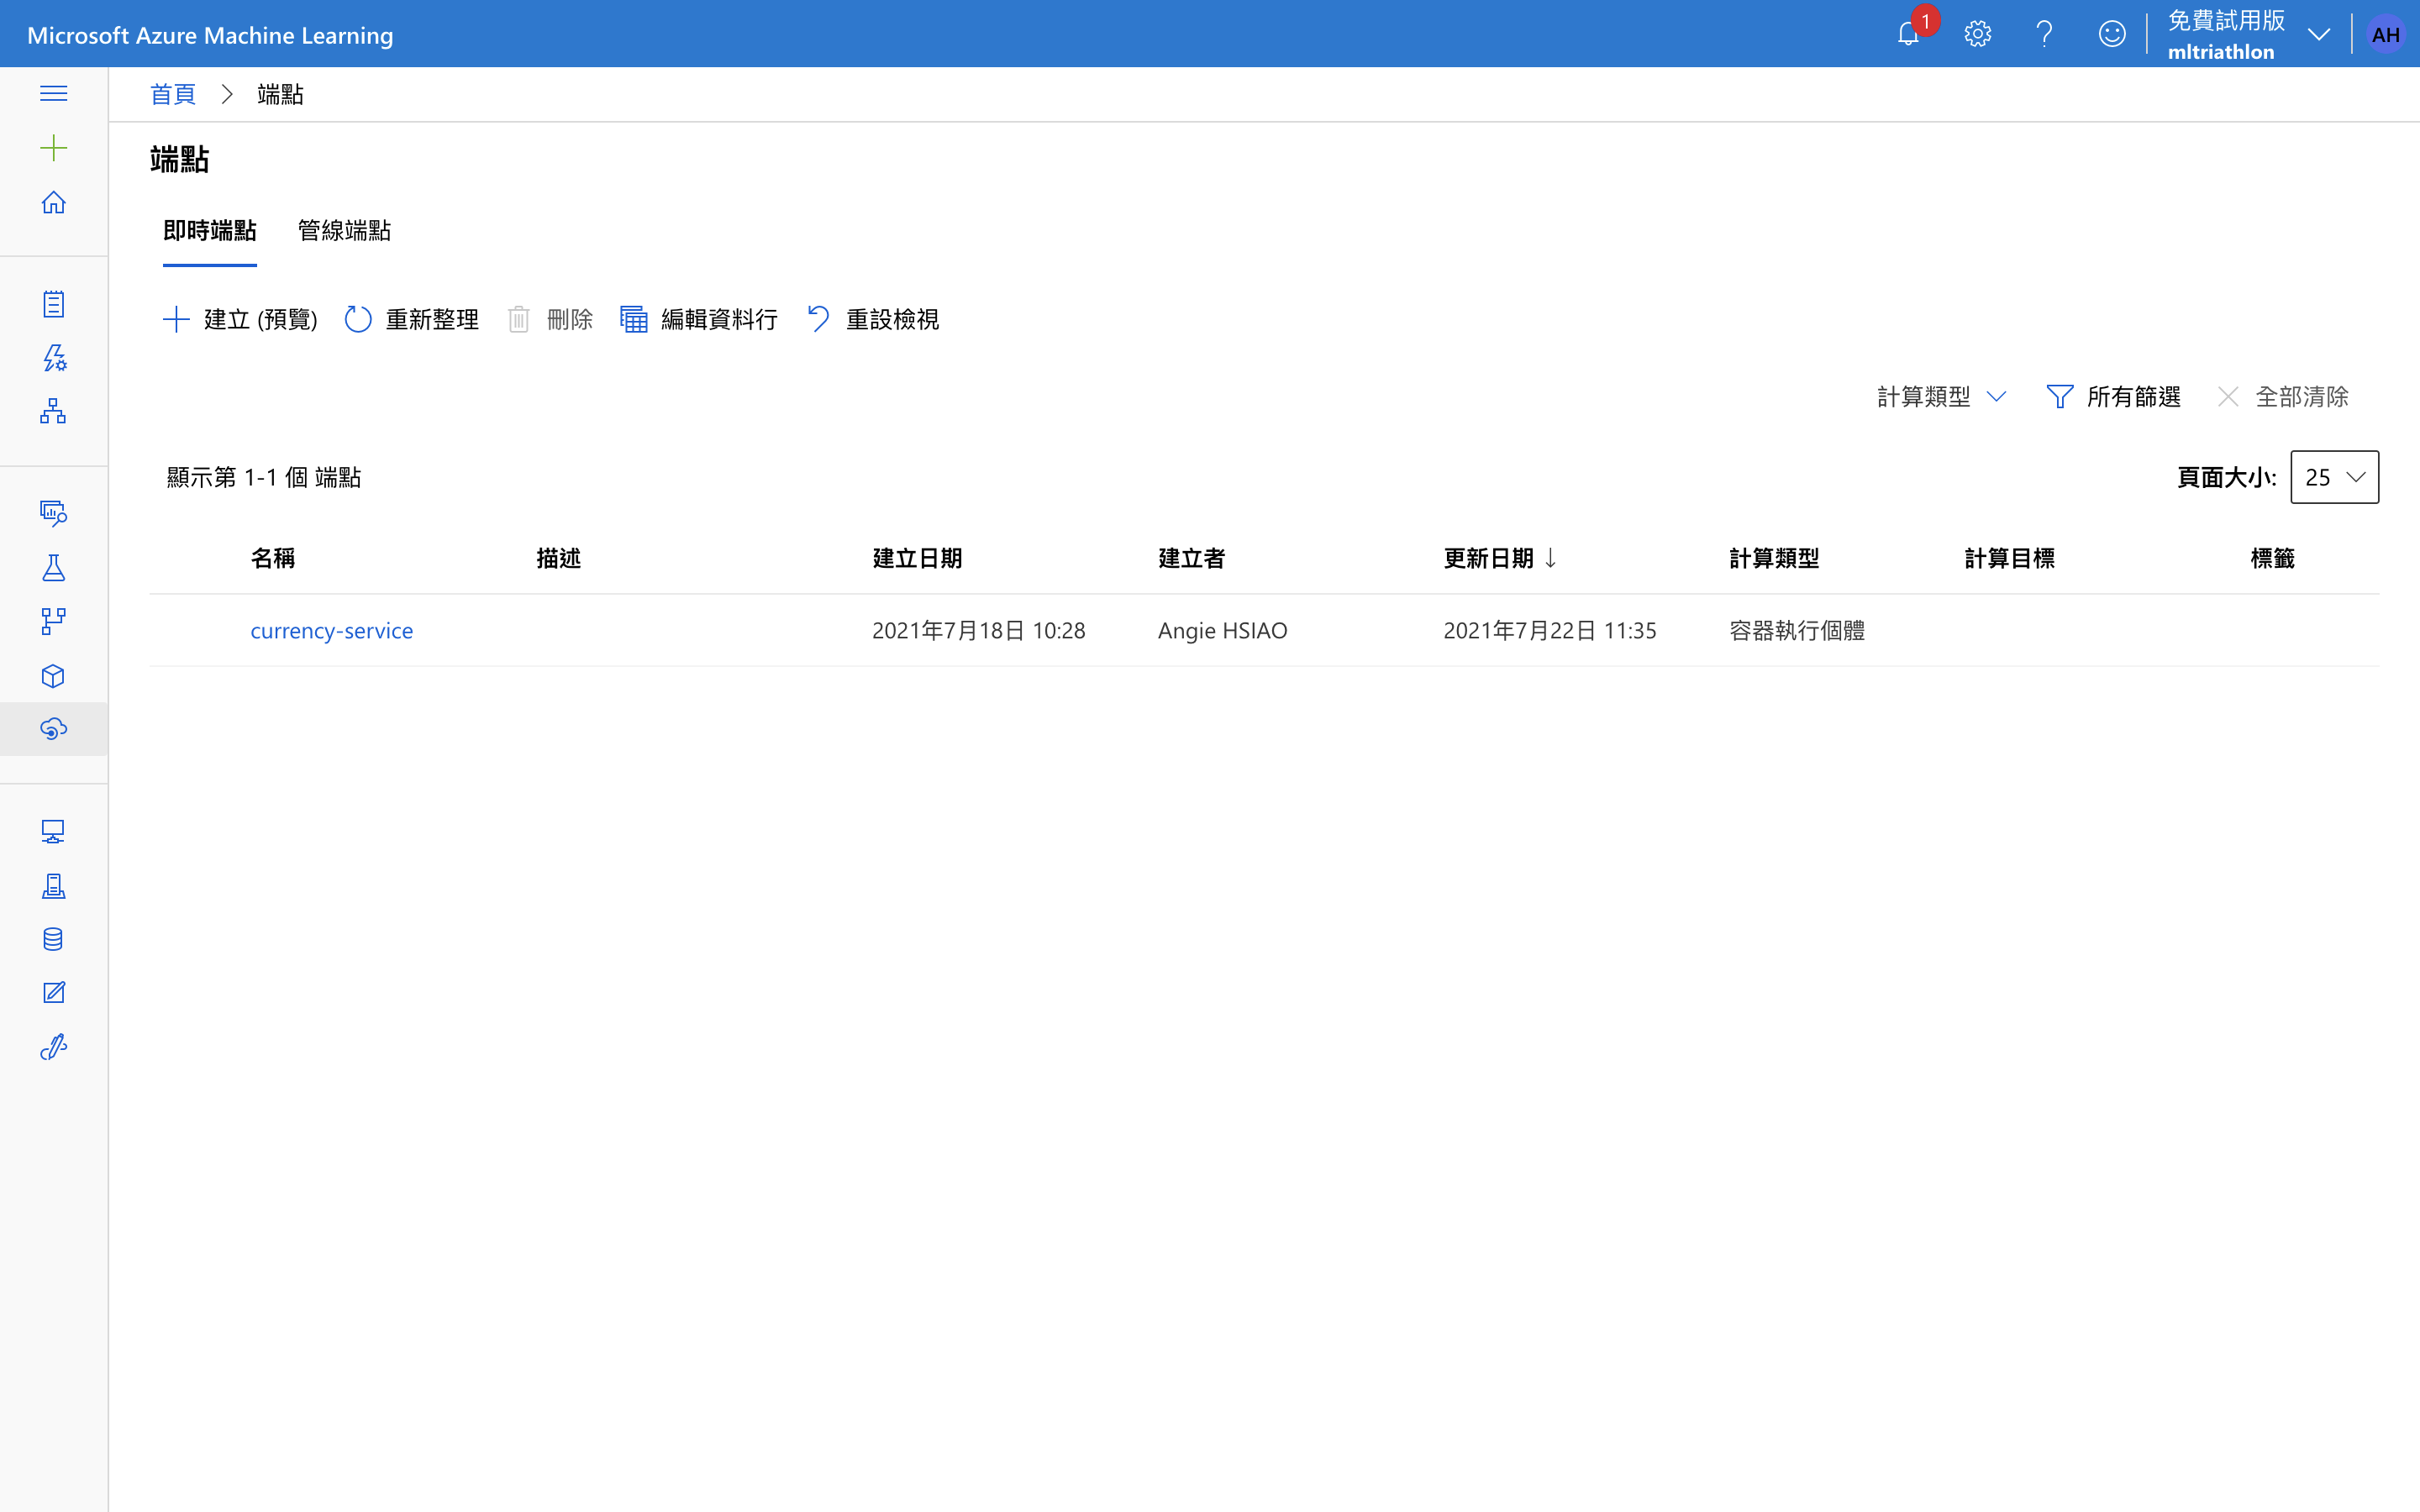 Microsoft Azure Machine Learning
1
免費試用版
mltriathlon
AH
首頁 端點
端點
即時端點 管線端點
建立 (預覽) 重新整理 刪除 編輯資料行 重設檢視
計算類型 所有篩選 全部清除
顯示第 1-1 個 端點 頁面大小: 25
名稱 描述 建立日期 建立者 更新日期 ↓ 計算類型 計算目標 標籤
currency-service 2021年7月18日 10:28 Angie HSIAO 2021年7月22日 11:35 容器執行個體